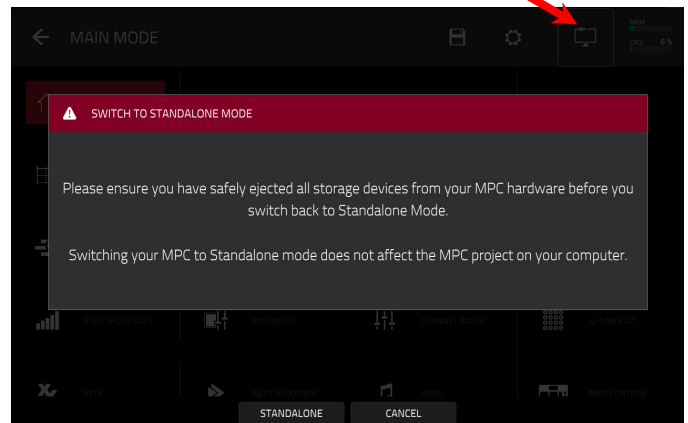 MAIN MODE
MEM
CPU 6%
SWITCH TO STANDALONE MODE
Please ensure you have safely ejected all storage devices from your MPC hardware before you
switch back to Standalone Mode.
Switching your MPC to Standalone mode does not affect the MPC project on your computer.
STEP SEQUENCER
PAD MIXER
CHANNEL MIXER
Q-LINK EDIT
XYFX
NEXT SEQUENCE
SONG
MIDI CONTROL
STANDALONE
CANCEL